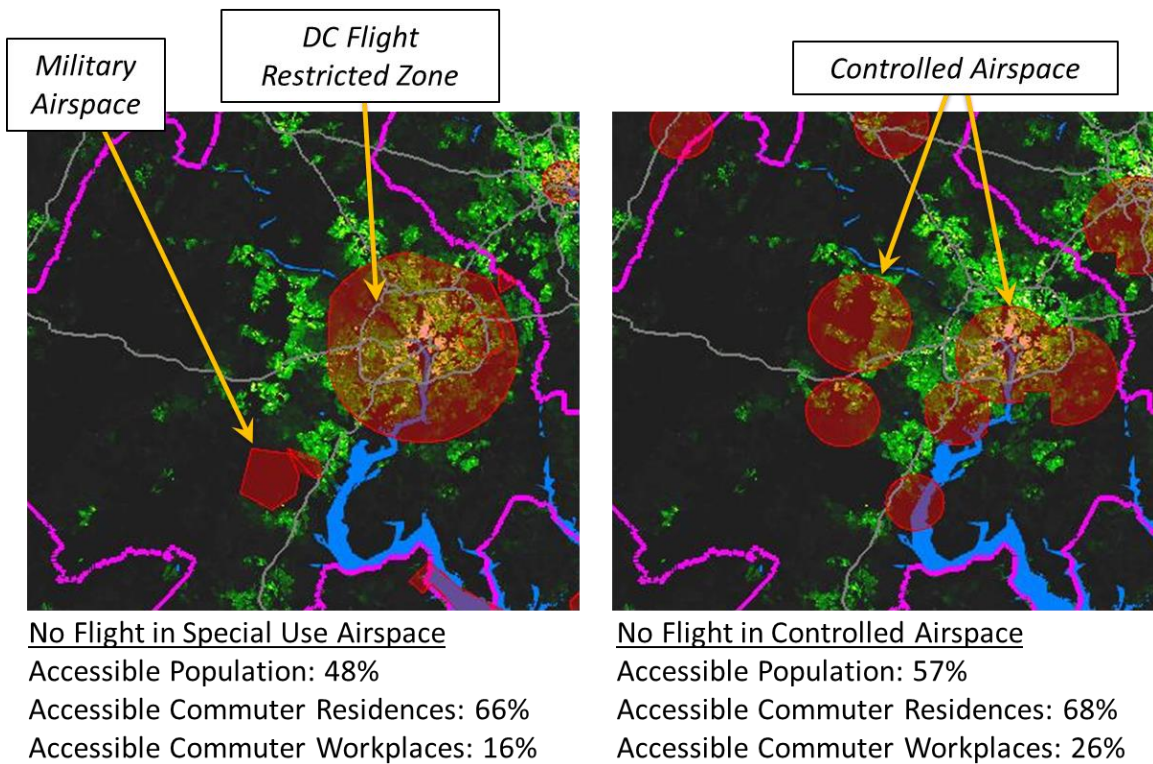 Military
Airspace
DC Flight
Restricted Zone
Controlled Airspace
No Flight in Special Use Airspace
Accessible Population: 48%
Accessible Commuter Residences: 66%
Accessible Commuter Workplaces: 16%
No Flight in Controlled Airspace
Accessible Population: 57%
Accessible Commuter Residences: 68%
Accessible Commuter Workplaces: 26%